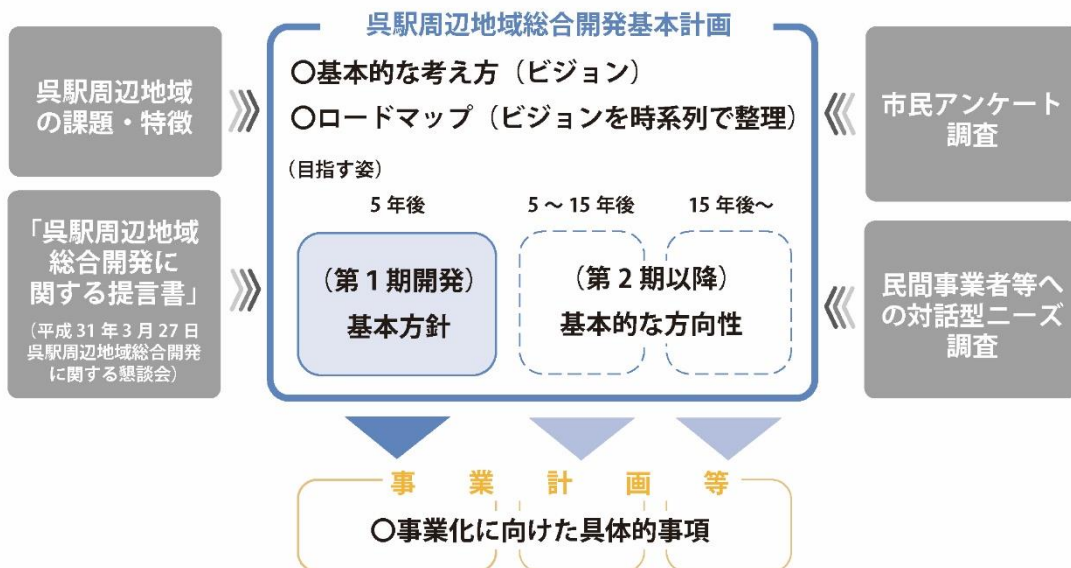 呉駅周辺地域総合開発基本計画
呉駅周辺地域
の課題・特徴
「呉駅周辺地域
総合開発に
関する提言書」
(平成 31 年 3 月 27 日
呉駅周辺地域総合開発
に関する懇談会)
〇基本的な考え方（ビジョン）
〇ロードマップ（ビジョンを時系列で整理）
(目指す姿)
5 年後
5 ～ 15 年後
15 年後～
(第 1 期開発)
基本方針
(第 2 期以降)
基本的な方向性
市民アンケート
調査
民間事業者等へ
の対話型ニーズ
調査
事業計画等
〇事業化に向けた具体的事項